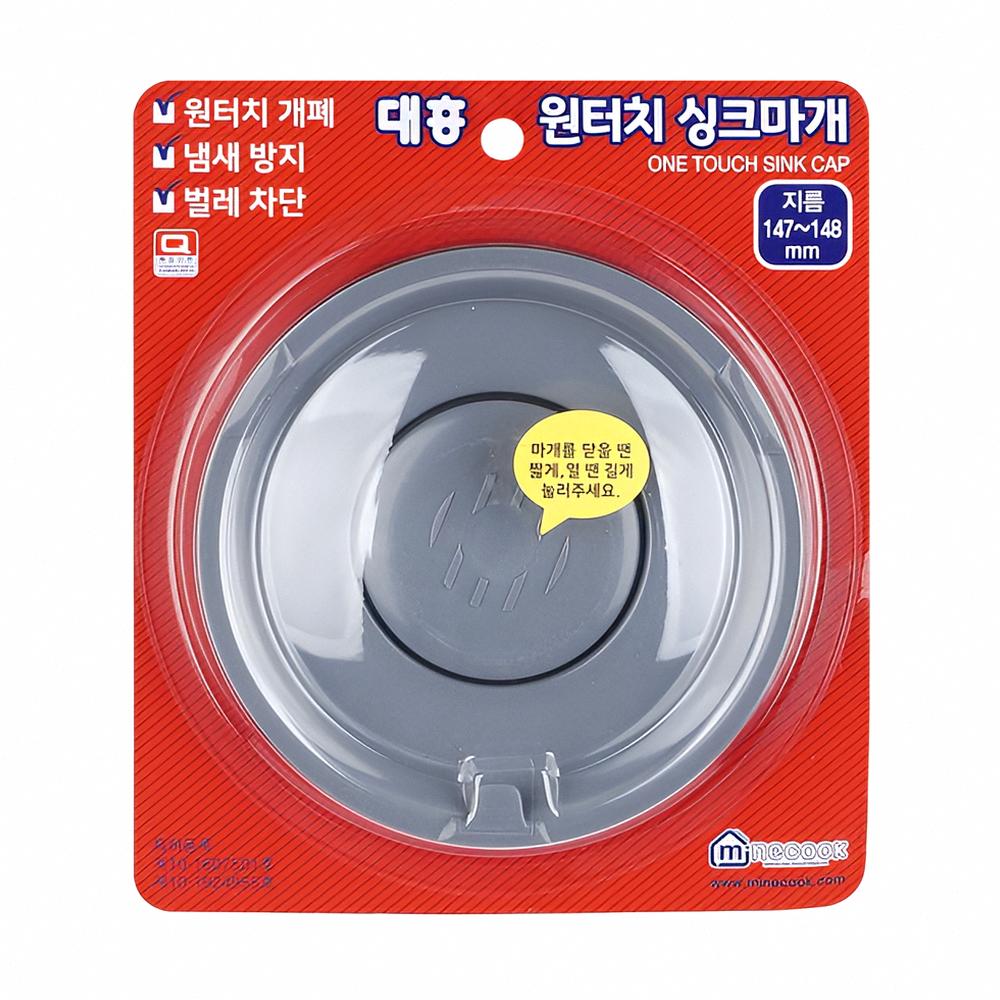 원터치 개폐
냄새 방지
벌레 차단
대흥
원터치 싱크마개
ONE TOUCH SINK CAP
지름
147~148
mm
Q
마개를 닫을 땐
짧게, 열 땐 길게
눌러주세요.
minecook
www.minecook.com